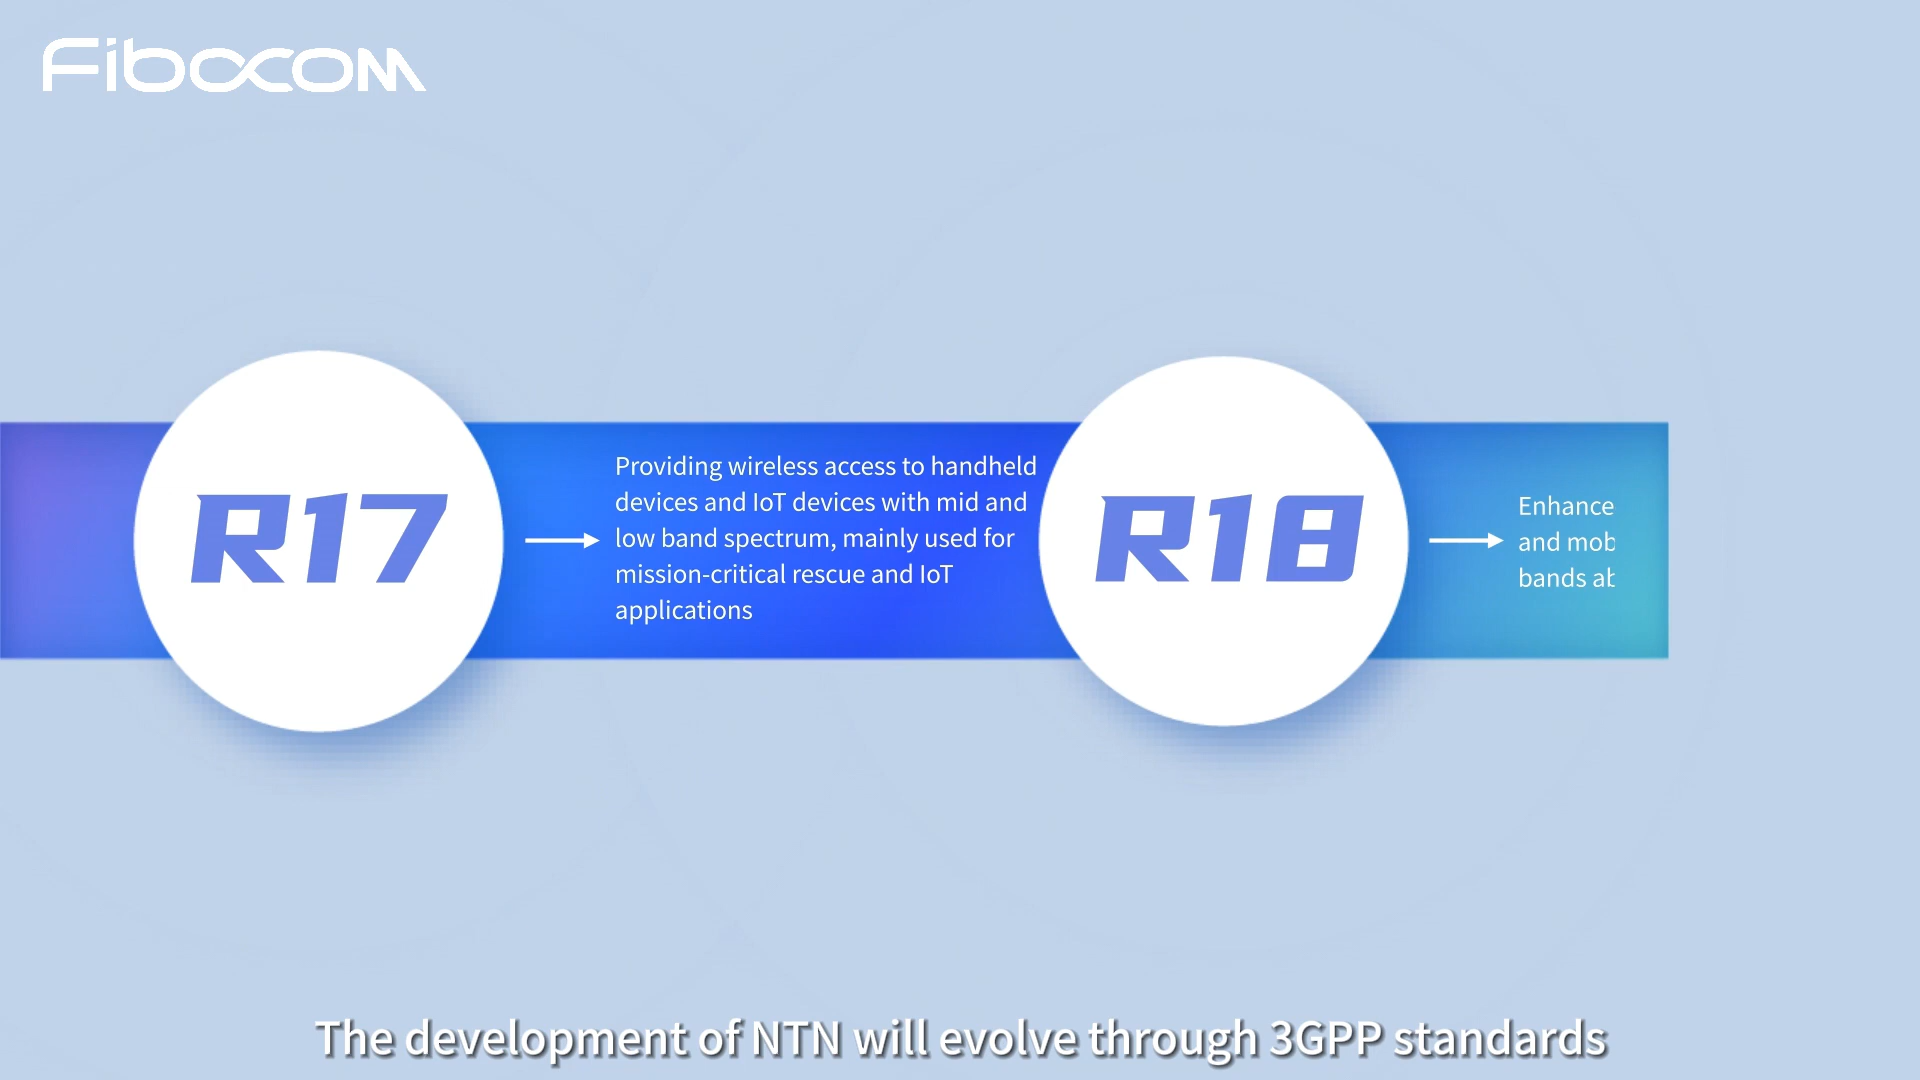 Fibocom
R17
Providing wireless access to handheld
devices and IoT devices with mid and
low band spectrum, mainly used for
mission-critical rescue and IoT
applications
R18
Enhance
and
bands
The development of NTN will evolve through 3GPP standards